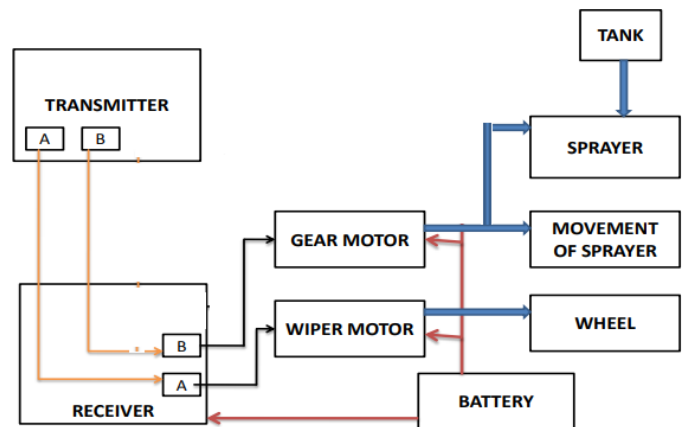 TANK
TRANSMITTER
A
B
SPRAYER
GEAR MOTOR
MOVEMENT
OF SPRAYER
WIPER MOTOR
WHEEL
B
A
RECEIVER
BATTERY